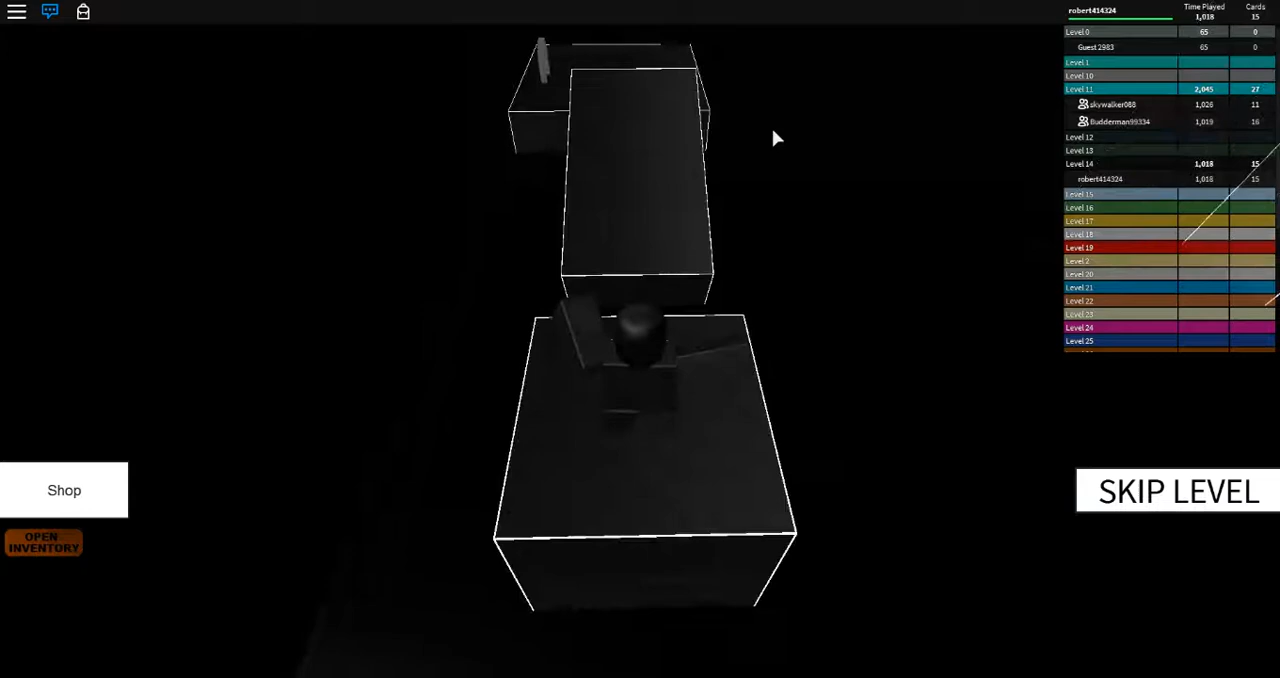 robert414324 Time Played Cards
1,018 15
Level 0 65 0
Guest 2983 65 0
Level 1
Level 10
Level 11 2,045 27
skywalker088 1,026 11
Budderman99334 1,019 16
Level 12
Level 13
Level 14 1,018 15
robert414324 1,018 15
Level 15
Level 16
Level 17
Level 18
Level 19
Level 2
Level 20
Level 21
Level 22
Level 23
Level 24
Level 25
Shop
SKIP LEVEL
OPEN
INVENTORY